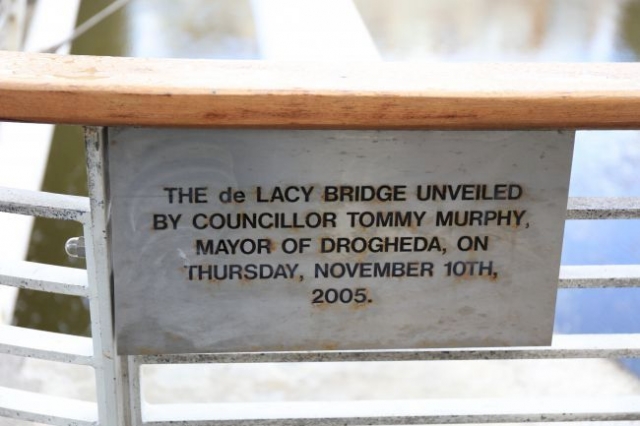 THE de LACY BRIDGE UNVEILED
BY COUNCILLOR TOMMY MURPHY,
MAYOR OF DROGHEDA, ON
THURSDAY, NOVEMBER 10TH,
2005.